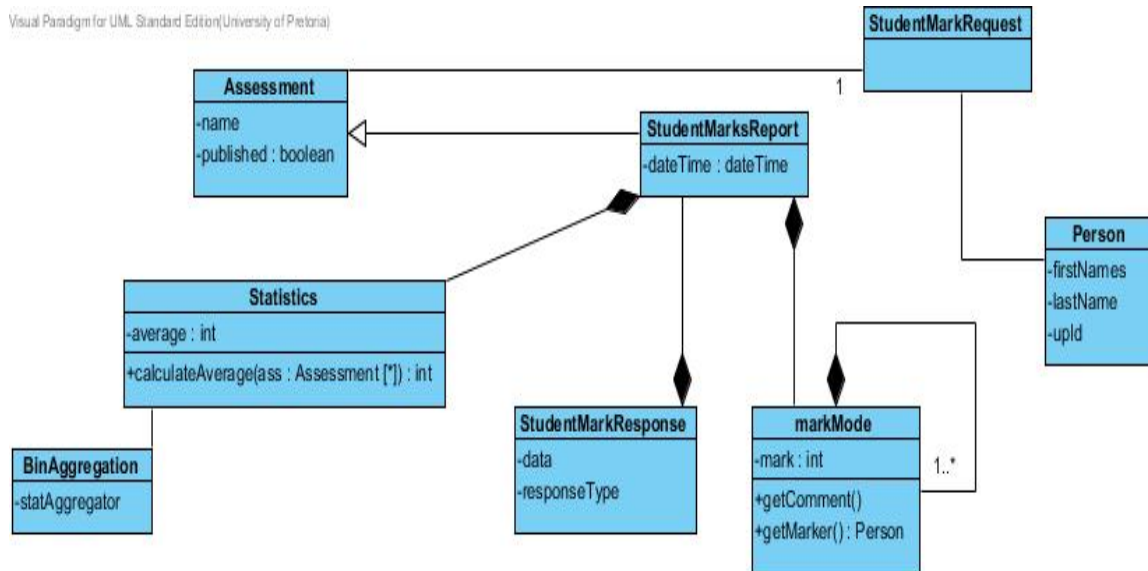 Visual Paradigm for UML Standard Edition(University of Pretoria)
StudentMarkRequest
Assessment
-name
-published : boolean
1
StudentMarksReport
-dateTime : dateTime
Person
-firstNames
-lastName
-upId
Statistics
-average : int
+calculateAverage(ass : Assessment [*]) : int
StudentMarkResponse
-data
-responseType
markMode
-mark : int
+getComment()
+getMarker() : Person
1..*
BinAggregation
-statAggregator